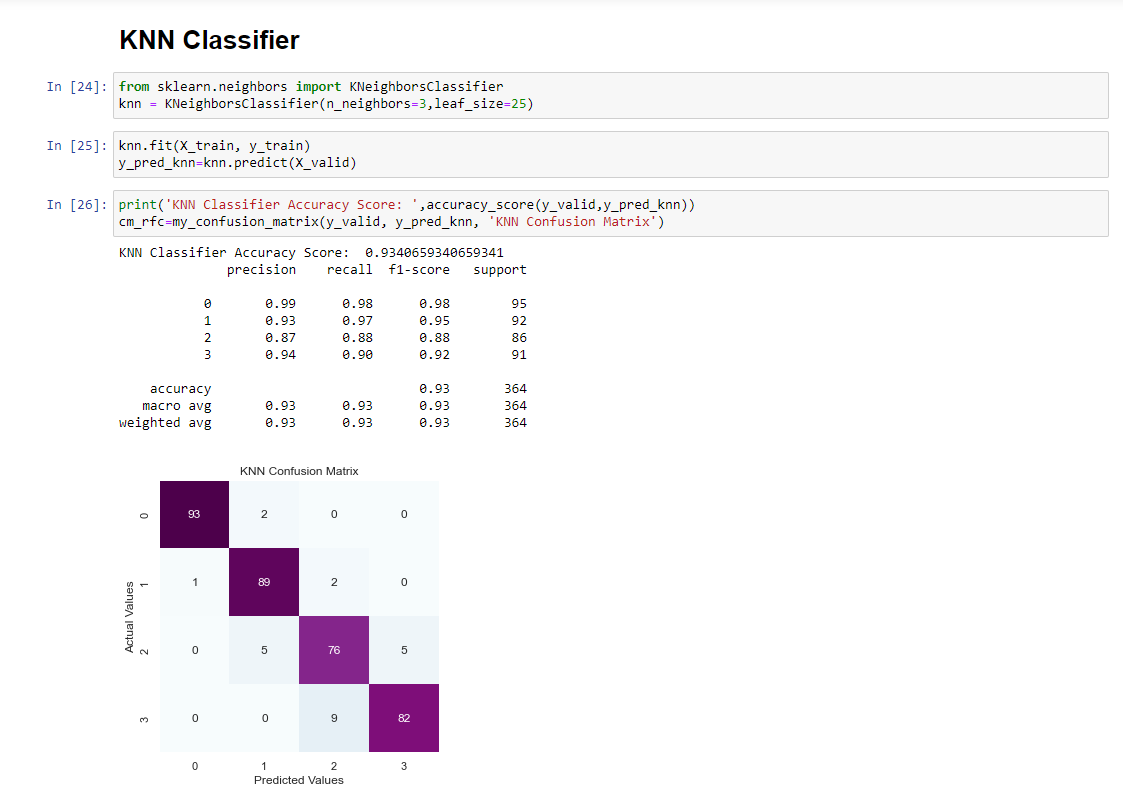 KNN Classifier
In [24]: from sklearn.neighbors import KNeighborsClassifier
knn = KNeighborsClassifier(n_neighbors=3,leaf_size=25)
In [25]: knn.fit(X_train, y_train)
y_pred_knn=knn.predict(X_valid)
In [26]: print('KNN Classifier Accuracy Score: ',accuracy_score(y_valid,y_pred_knn))
cm_rfc=my_confusion_matrix(y_valid, y_pred_knn, 'KNN Confusion Matrix')
KNN Classifier Accuracy Score:  0.9340659340659341
precision recall f1-score support
0 0.99 0.98 0.98 95
1 0.93 0.97 0.95 92
2 0.87 0.88 0.88 86
3 0.94 0.90 0.92 91
accuracy 0.93 364
macro avg 0.93 0.93 0.93 364
weighted avg 0.93 0.93 0.93 364
KNN Confusion Matrix
Actual Values
0 93 2 0 0
1 1 89 2 0
2 0 5 76 5
3 0 0 9 82
0 1 2 3
Predicted Values